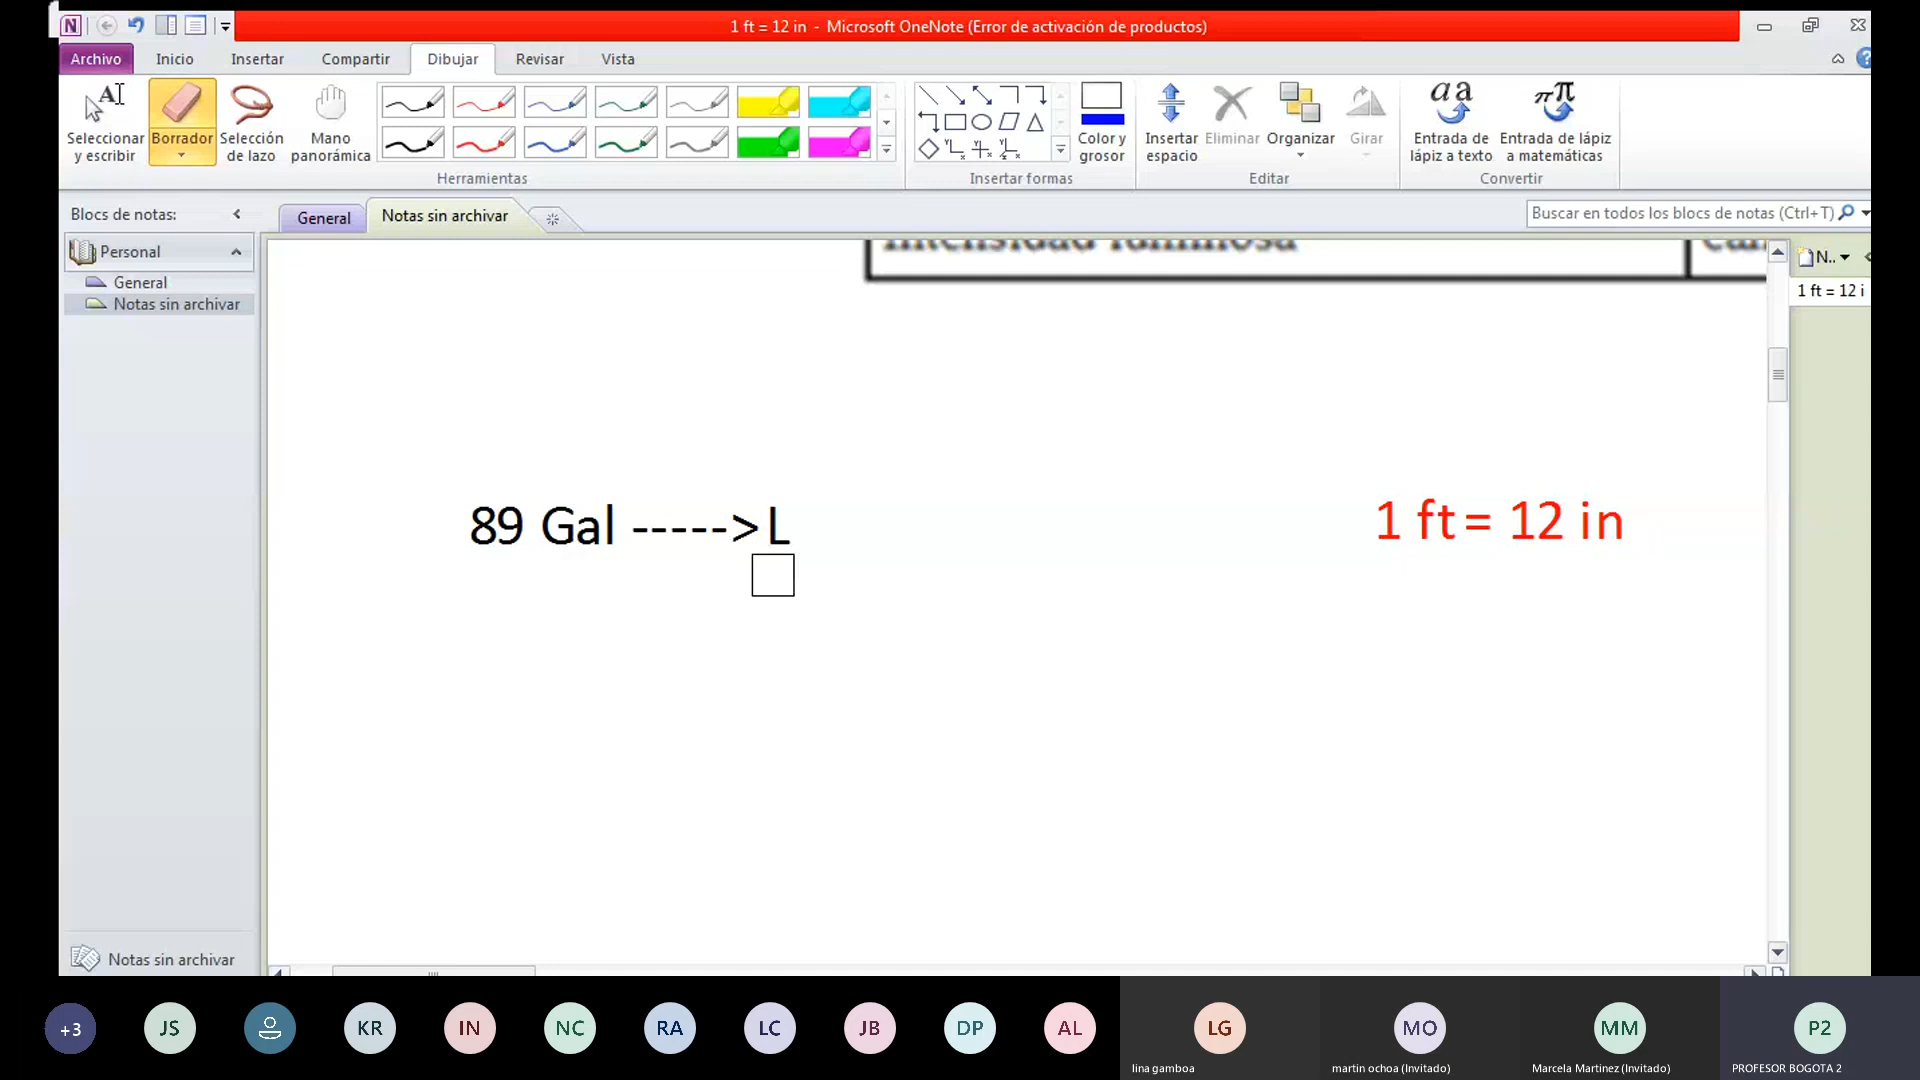 1 ft = 12 in - Microsoft OneNote (Error de activación de productos)
Archivo Inicio Insertar Compartir Dibujar Revisar Vista
Seleccionar y escribir
Borrador
Selección de lazo
Mano panorámica
Herramientas
Insertar formas
Color y grosor
Insertar espacio
Eliminar
Organizar
Girar
Editar
Entrada de lápiz a texto
Entrada de lápiz a matemáticas
Convertir
Blocs de notas:
General
Notas sin archivar
Buscar en todos los blocs de notas (Ctrl+T)
Personal
General
Notas sin archivar
Intensidad luminosa
N..
1 ft = 12 i
89 Gal ----->L
1 ft = 12 in
Notas sin archivar
+3 JS KR IN NC RA LC JB DP AL LG MO MM P2
lina gamboa
martin ochoa (Invitado)
Marcela Martinez (Invitado)
PROFESOR BOGOTA 2